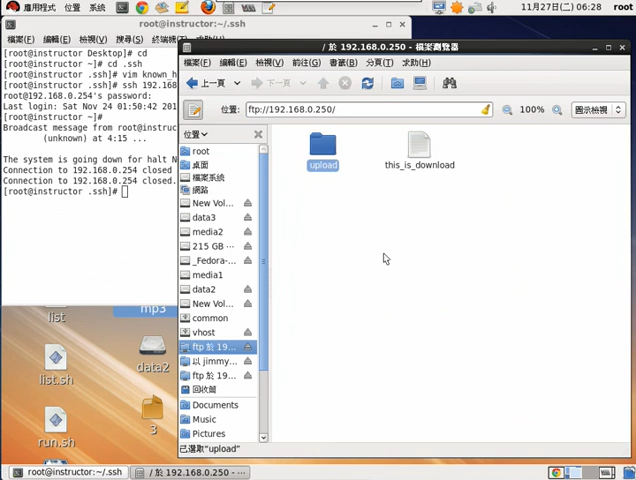 應用程式 位置 系統
11月27日(二) 06:28 root
root@instructor:~/.ssh
檔案(F) 編輯(E) 檢視(V) 搜尋(S) 終端機(T) 求助(H)
[root@instructor Desktop]# cd
[root@instructor ~]# cd .ssh
[root@instructor .ssh]# vim known_h
[root@instructor .ssh]# ssh 192.168
root@192.168.0.254's password:
Last login: Sat Nov 24 01:50:42 201
[root@instructor ~]#
Broadcast message from root@instruc
(unknown) at 4:15 ...
The system is going down for halt N
Connection to 192.168.0.254 closed
Connection to 192.168.0.254 closed.
[root@instructor .ssh]#
/ 於 192.168.0.250 - 檔案瀏覽器
檔案(F) 編輯(E) 檢視(V) 前往(G) 書籤(B) 分頁(T) 求助(H)
上一頁 下一頁
位置: ftp://192.168.0.250/ 100% 圖示檢視
位置
root
桌面
檔案系統
網路
New Vol...
data3
media2
215 GB ...
_Fedora-...
media1
data2
New Vol...
common
vhost
ftp 於 19...
以 jimmy...
ftp 於 19...
回收筒
Documents
Music
Pictures
upload
this_is_download
已選取"upload"
list
mp3
list.sh
data2
run.sh
3
root@instructor:~/.ssh
/ 於 192.168.0.250 - ...